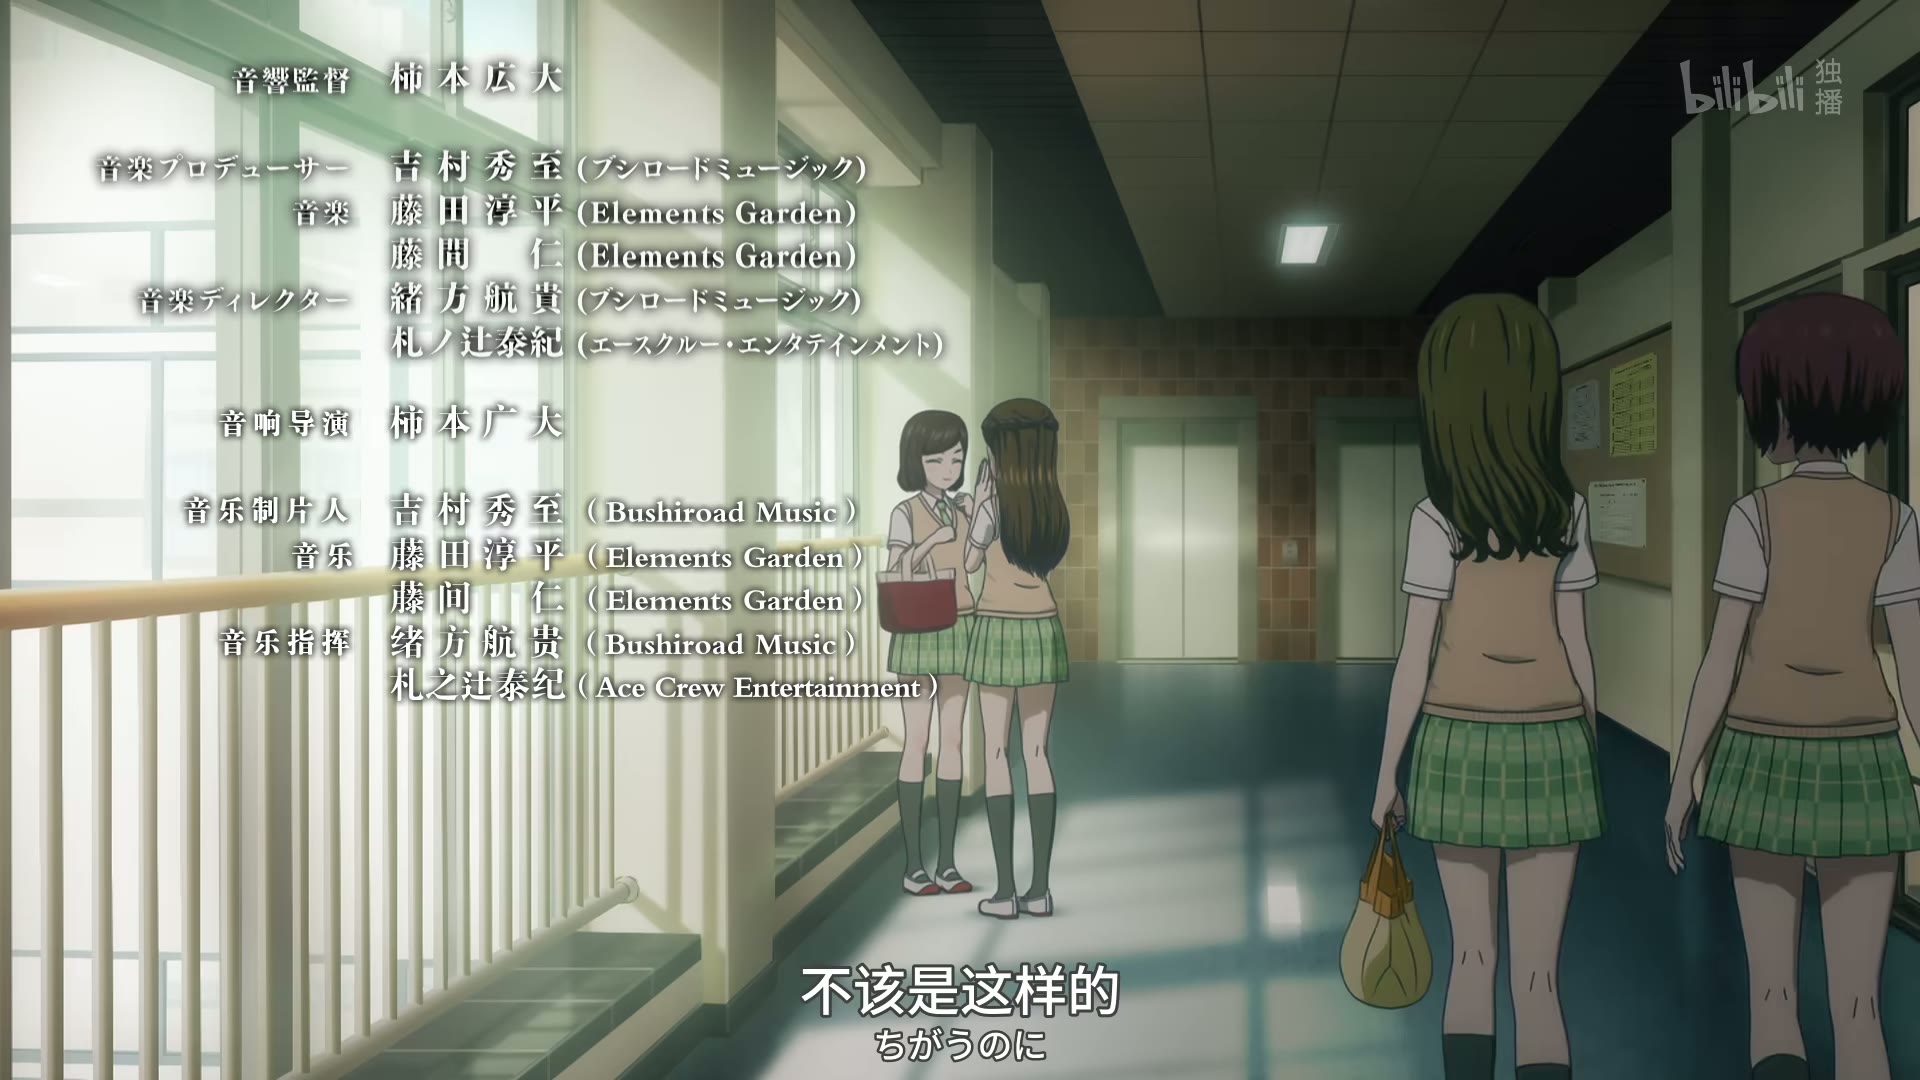 音響監督 柿本広大
bilibili 独播
音楽プロデューサー 吉村秀至 (ブシロードミュージック)
音楽 藤田淳平 (Elements Garden)
藤間 仁 (Elements Garden)
音楽ディレクター 緒方航貴 (ブシロードミュージック)
札ノ辻泰紀 (エースクルー・エンタテインメント)
音响导演 柿本广大
音乐制片人 吉村秀至 （Bushiroad Music）
音乐 藤田淳平 （Elements Garden）
藤间 仁 （Elements Garden）
音乐指挥 绪方航贵 （Bushiroad Music）
札之辻泰纪 （Ace Crew Entertainment）
不该是这样的
ちがうのに